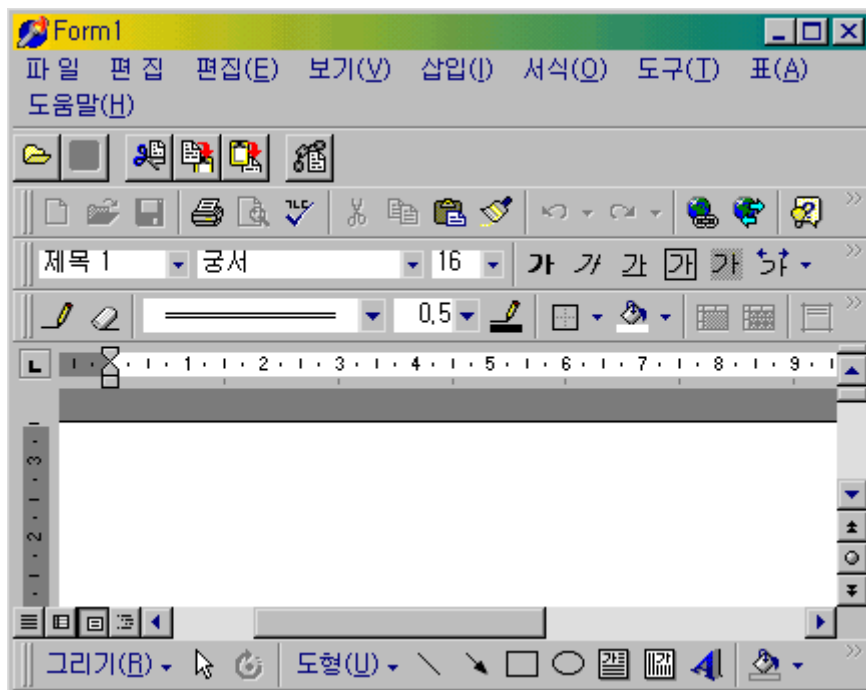 Form1
파 일 편 집 편집(E) 보기(V) 삽입(I) 서식(O) 도구(T) 표(A)
도움말(H)
제목 1 궁서 16 가 가 가 가 가
0.5
1 2 3 4 5 6 7 8 9
3
2
1
그리기(R) 도형(U)